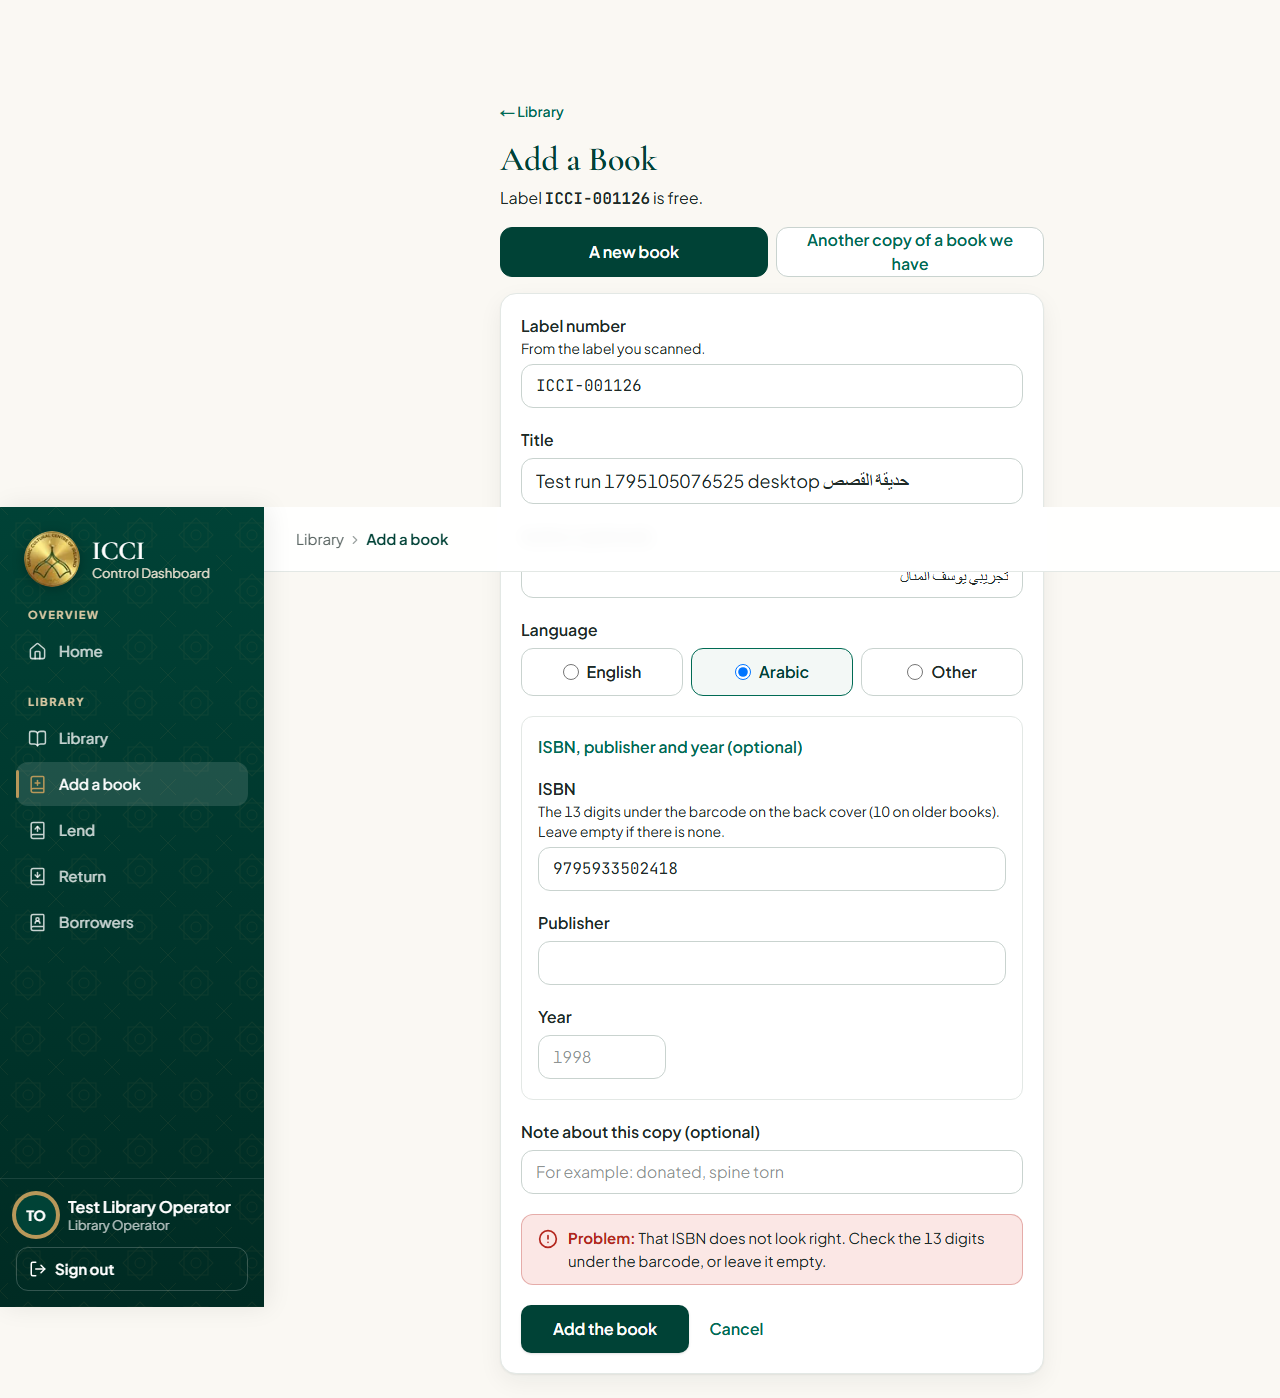 ← Library
Add a Book
Label ICCI-001126 is free.
A new book
Another copy of a book we
have
Label number
From the label you scanned.
ICCI-001126
Title
Test run 1795105076525 desktop حديقة القصص
ICCI
Control Dashboard
Library › Add a book
تجريبي يوسف المنال
OVERVIEW
Home
LIBRARY
Library
Add a book
Lend
Return
Borrowers
Test Library Operator
TO
Library Operator
Sign out
Language
English
Arabic
Other
ISBN, publisher and year (optional)
ISBN
The 13 digits under the barcode on the back cover (10 on older books).
Leave empty if there is none.
9795933502418
Publisher
Year
1998
Note about this copy (optional)
For example: donated, spine torn
Problem: That ISBN does not look right. Check the 13 digits
under the barcode, or leave it empty.
Add the book
Cancel